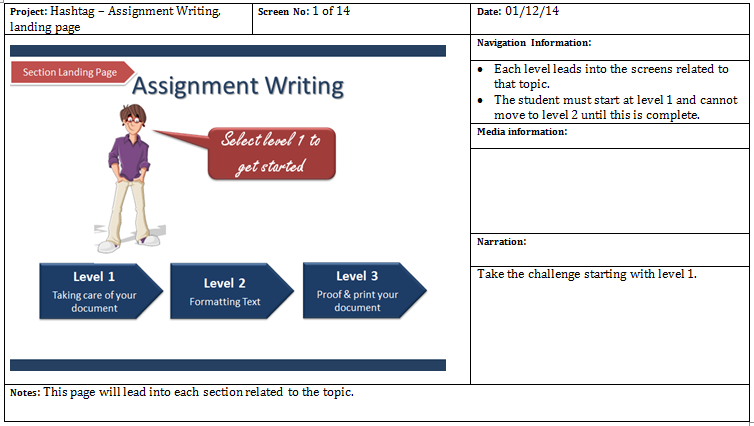 Project: Hashtag – Assignment Writing,
landing page
Screen No: 1 of 14
Date: 01/12/14
Section Landing Page
Assignment Writing
Select level 1 to
get started
Level 1
Taking care of your
document
Level 2
Formatting Text
Level 3
Proof & print your
document
Navigation Information:
• Each level leads into the screens related to
that topic.
• The student must start at level 1 and cannot
move to level 2 until this is complete.
Media information:
Narration:
Take the challenge starting with level 1.
Notes: This page will lead into each section related to the topic.